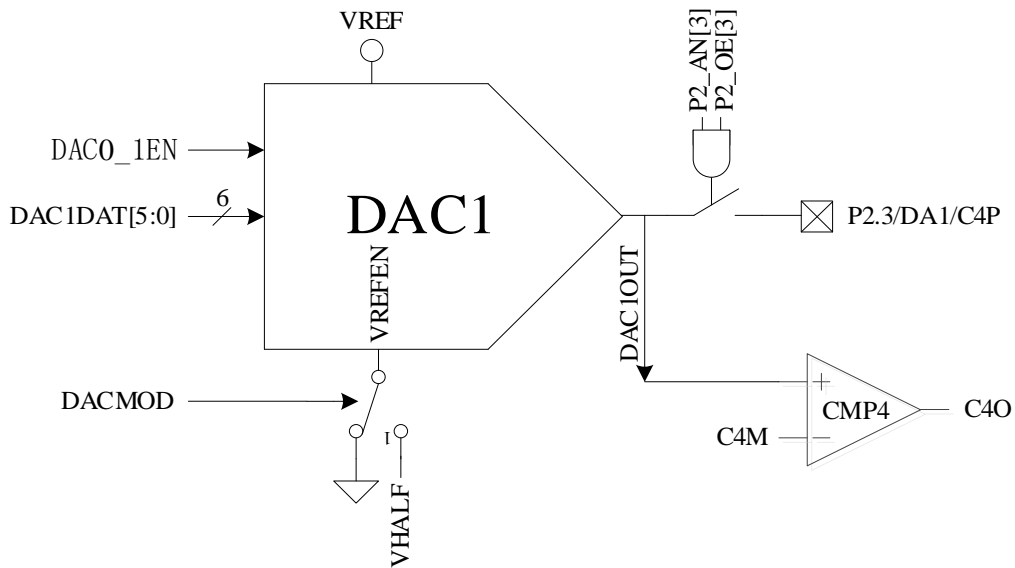 VREF
P2_AN[3]
P2_OE[3]
DAC0_1EN
6
DAC1DAT[5:0]
DAC1
P2.3/DA1/C4P
VREFEN
DAC1OUT
DACMOD
+
CMP4
C4O
1
C4M
VHALF